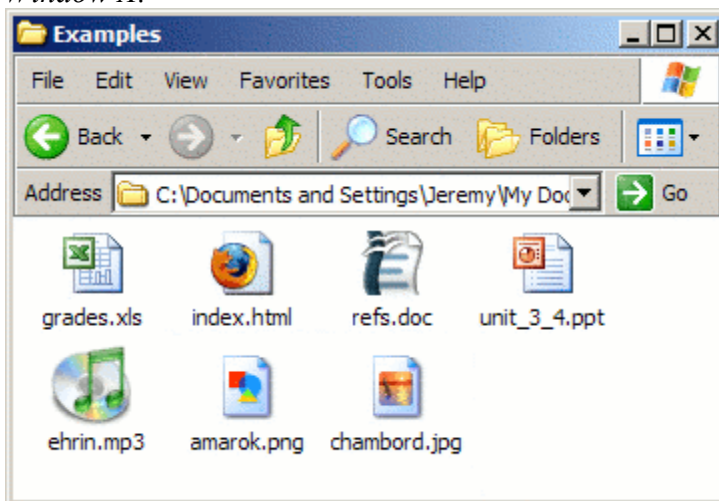 Examples
File Edit View Favorites Tools Help
Back Search Folders
Address C:\Documents and Settings\Jeremy\My Doc Go
grades.xls index.html refs.doc unit_3_4.ppt
ehrin.mp3 amarok.png chambord.jpg